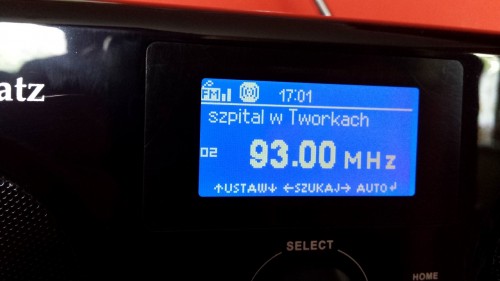 atz
FM 17:01
szpital w Tworkach
02 93.00 MHz
↑USTAW↓ ←SZUKAJ→ AUTO↲
SELECT
HOME